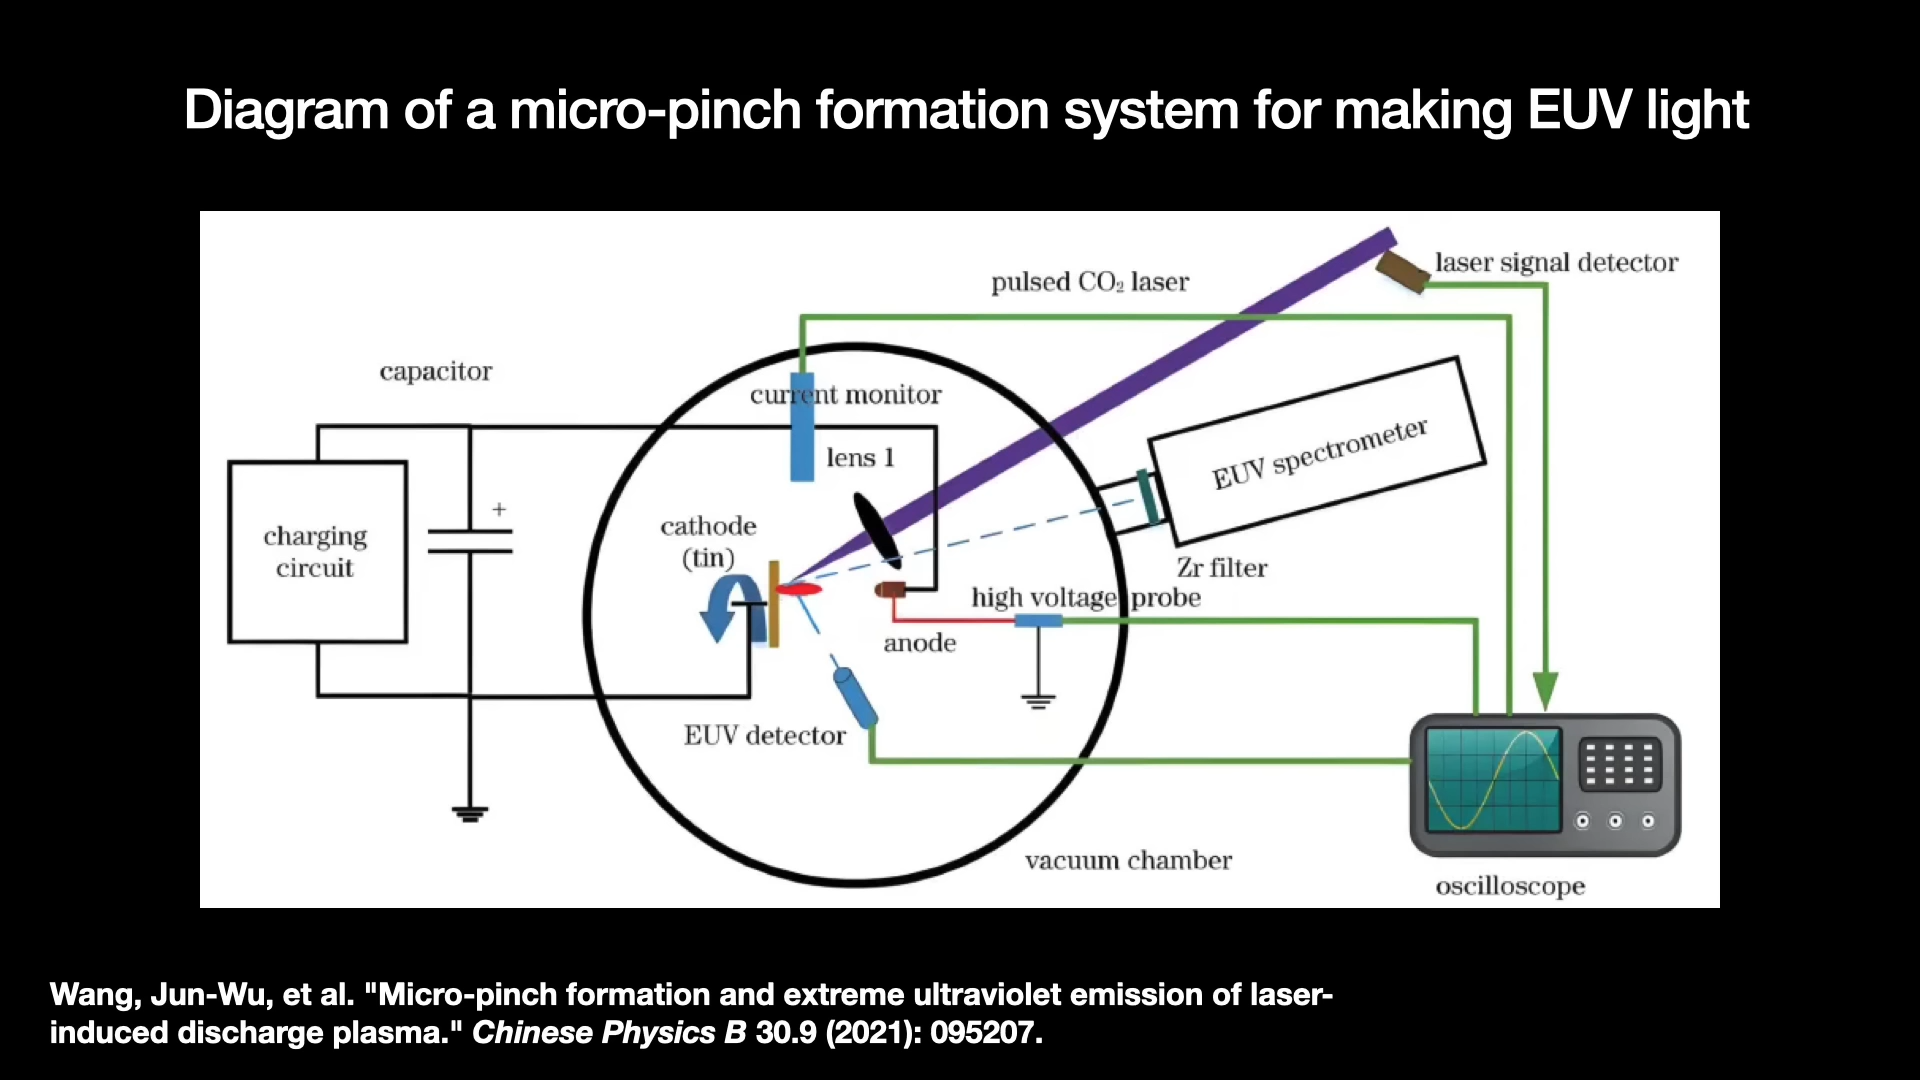 Diagram of a micro-pinch formation system for making EUV light
laser signal detector
pulsed CO₂ laser
capacitor
current monitor
lens 1
EUV spectrometer
+
cathode
(tin)
charging
circuit
Zr filter
high voltage probe
anode
EUV detector
vacuum chamber
oscilloscope
Wang, Jun-Wu, et al. "Micro-pinch formation and extreme ultraviolet emission of laser-
induced discharge plasma." Chinese Physics B 30.9 (2021): 095207.